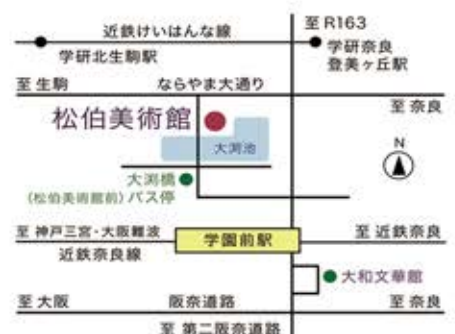 近鉄けいはんな線
至 R163
学研北生駒駅
学研奈良
登美ヶ丘駅
至 生駒
ならやま大通り
至 奈良
松伯美術館
大渕池
N
大渕橋
(松伯美術館前)バス停
至 神戸三宮・大阪難波
学園前駅
至 近鉄奈良
近鉄奈良線
大和文華館
至 大阪
阪奈道路
至 奈良
至 第二阪奈道路